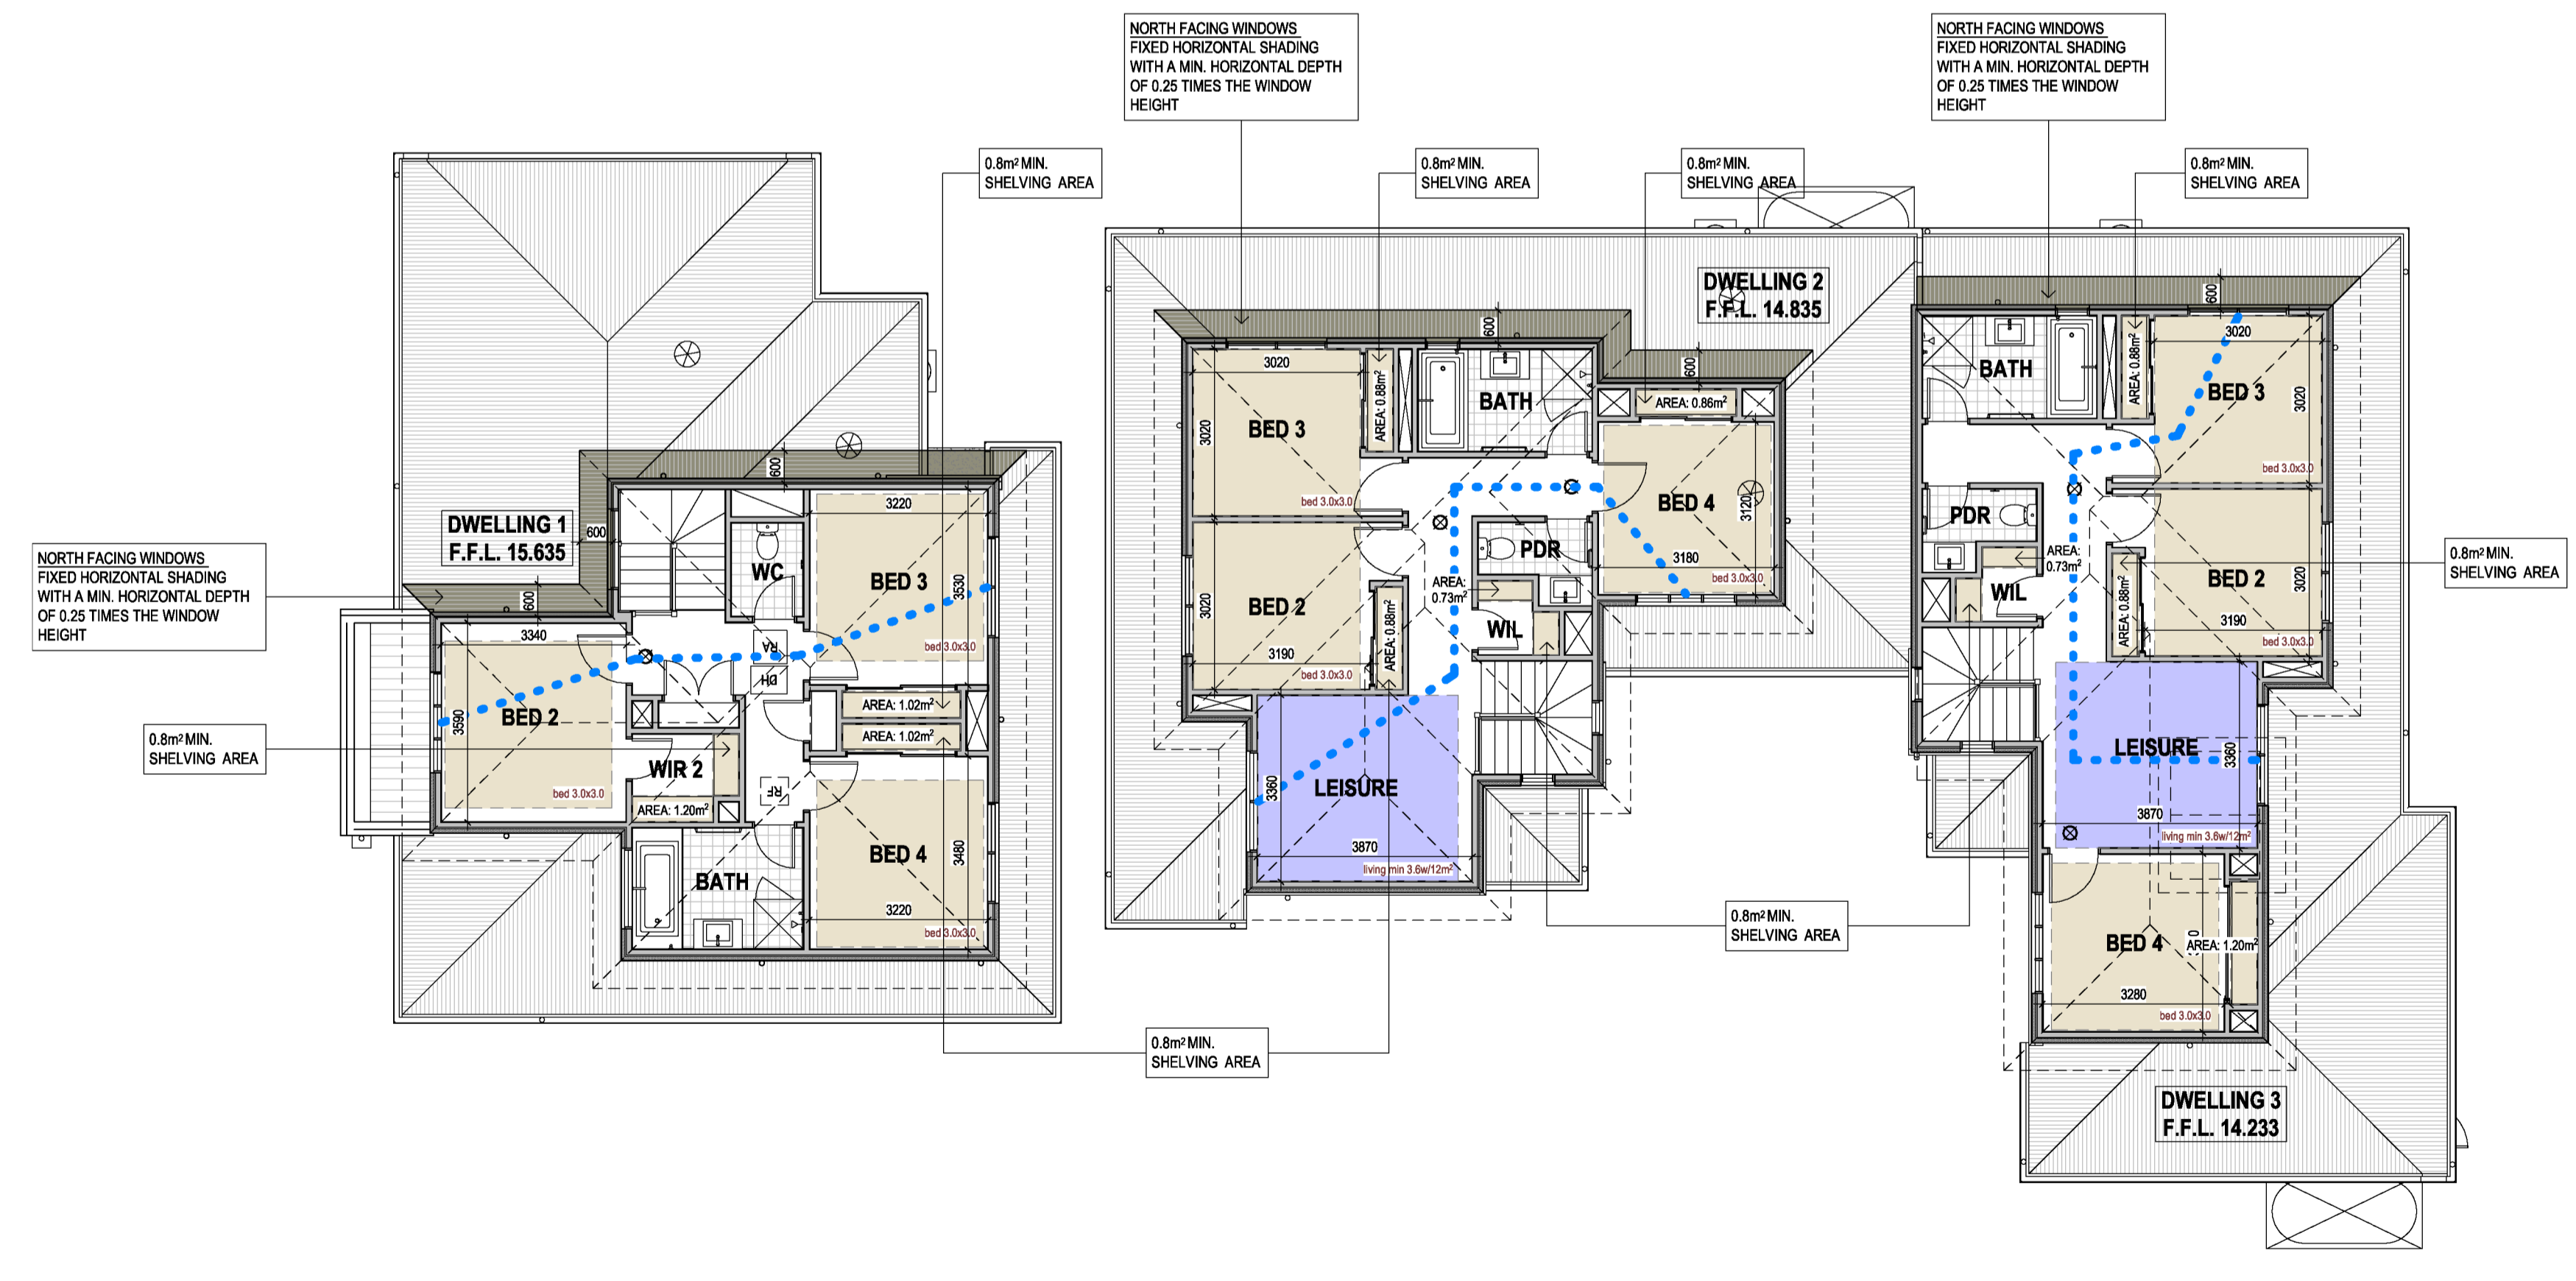 NORTH FACING WINDOWS
FIXED HORIZONTAL SHADING
WITH A MIN. HORIZONTAL DEPTH
OF 0.25 TIMES THE WINDOW
HEIGHT
NORTH FACING WINDOWS
FIXED HORIZONTAL SHADING
WITH A MIN. HORIZONTAL DEPTH
OF 0.25 TIMES THE WINDOW
HEIGHT
0.8m² MIN.
SHELVING AREA
0.8m² MIN.
SHELVING AREA
0.8m² MIN.
SHELVING AREA
0.8m² MIN.
SHELVING AREA
DWELLING 1
F.F.L. 15.635
NORTH FACING WINDOWS
FIXED HORIZONTAL SHADING
WITH A MIN. HORIZONTAL DEPTH
OF 0.25 TIMES THE WINDOW
HEIGHT
600
600
600
3220
WC
BED 3
3530
bed 3.0x3.0
3340
RA
DH
BED 2
3590
bed 3.0x3.0
AREA: 1.02m²
AREA: 1.02m²
0.8m² MIN.
SHELVING AREA
WIR 2
AREA: 1.20m²
RF
BATH
BED 4
3480
3220
bed 3.0x3.0
DWELLING 2
F.F.L. 14.835
600
600
3020
BED 3
3020
bed 3.0x3.0
AREA: 0.88m²
BATH
AREA: 0.86m²
BED 4
3120
3180
bed 3.0x3.0
PDR
BED 2
3020
3190
bed 3.0x3.0
AREA: 0.88m²
AREA:
0.73m²
WIL
LEISURE
3360
3870
living min 3.6w/12m²
0.8m² MIN.
SHELVING AREA
600
BATH
AREA: 0.88m²
3020
BED 3
3020
bed 3.0x3.0
PDR
AREA:
0.73m²
WIL
BED 2
3020
AREA: 0.88m²
3190
bed 3.0x3.0
0.8m² MIN.
SHELVING AREA
LEISURE
3360
3870
living min 3.6w/12m²
0.8m² MIN.
SHELVING AREA
BED 4
AREA: 1.20m²
3280
bed 3.0x3.0
DWELLING 3
F.F.L. 14.233